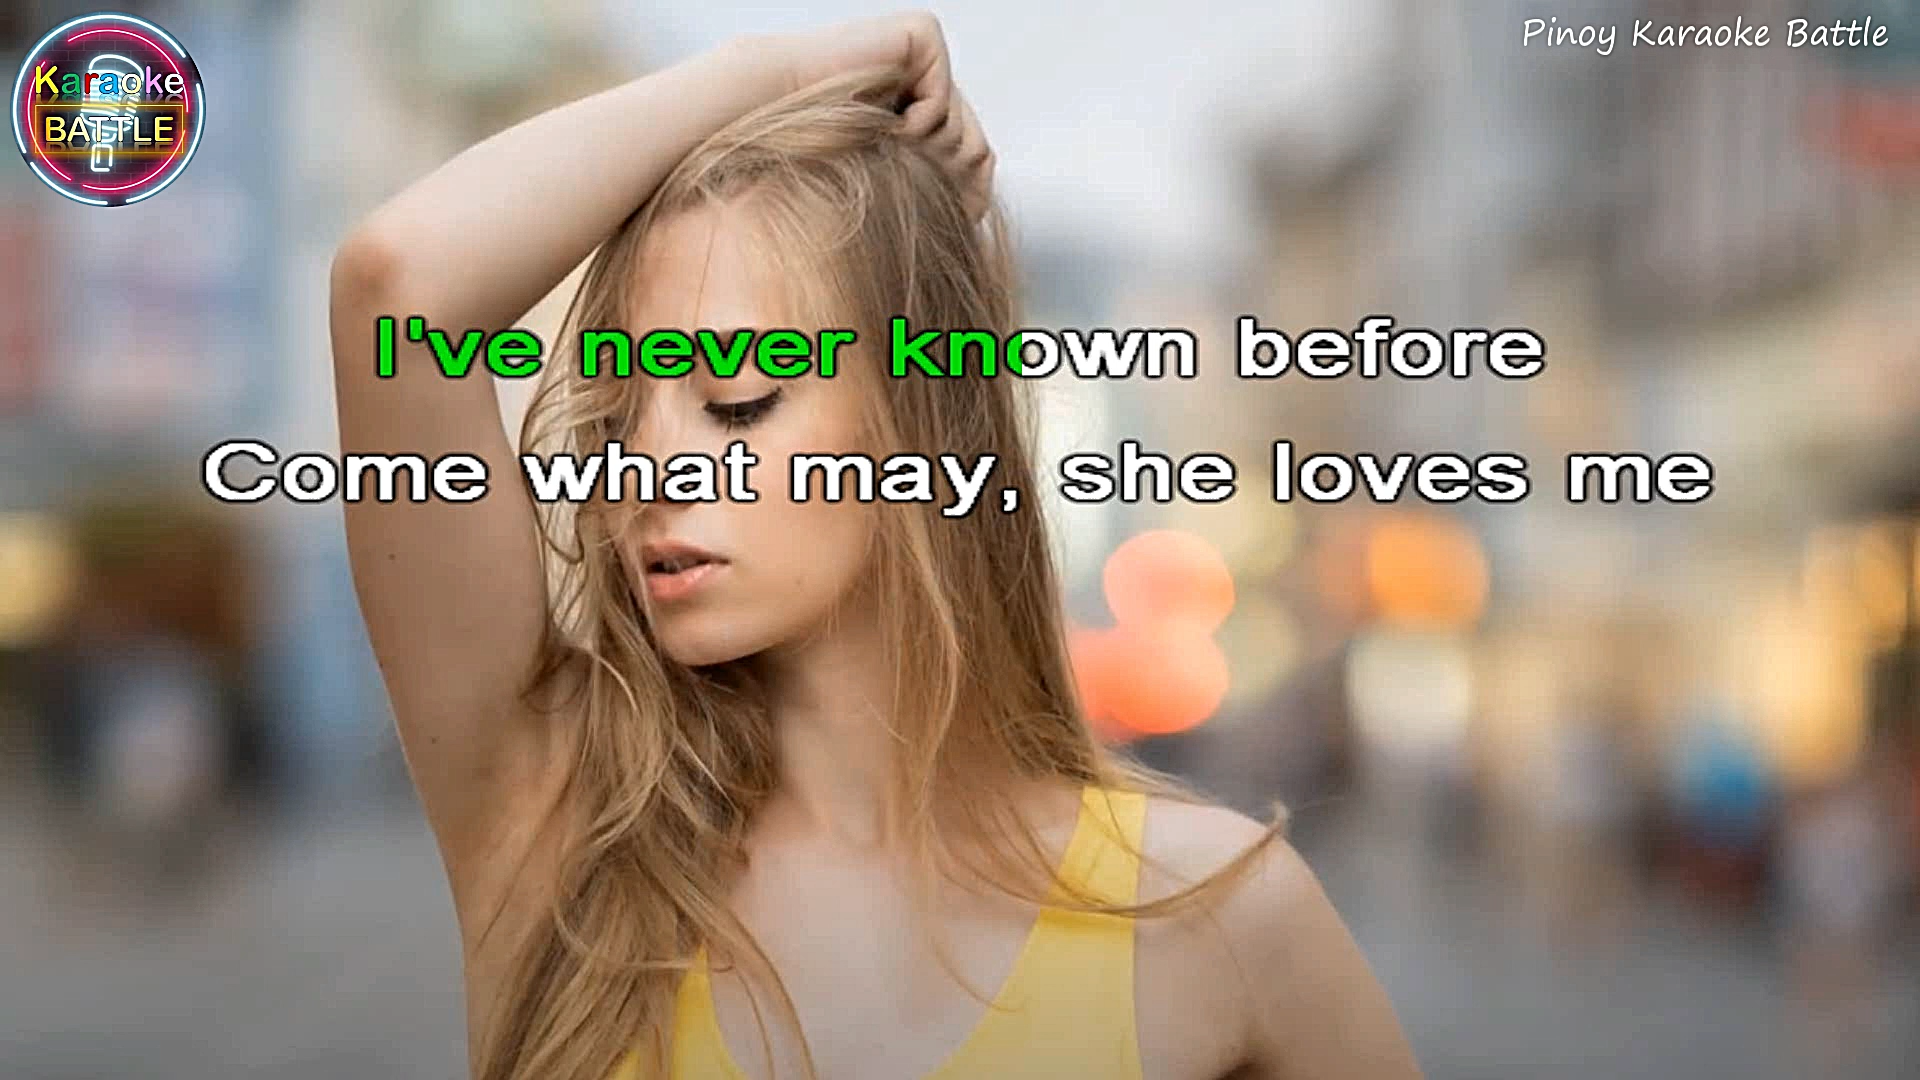 Karaoke
BATTLE
Pinoy Karaoke Battle
I've never known before
Come what may, she loves me